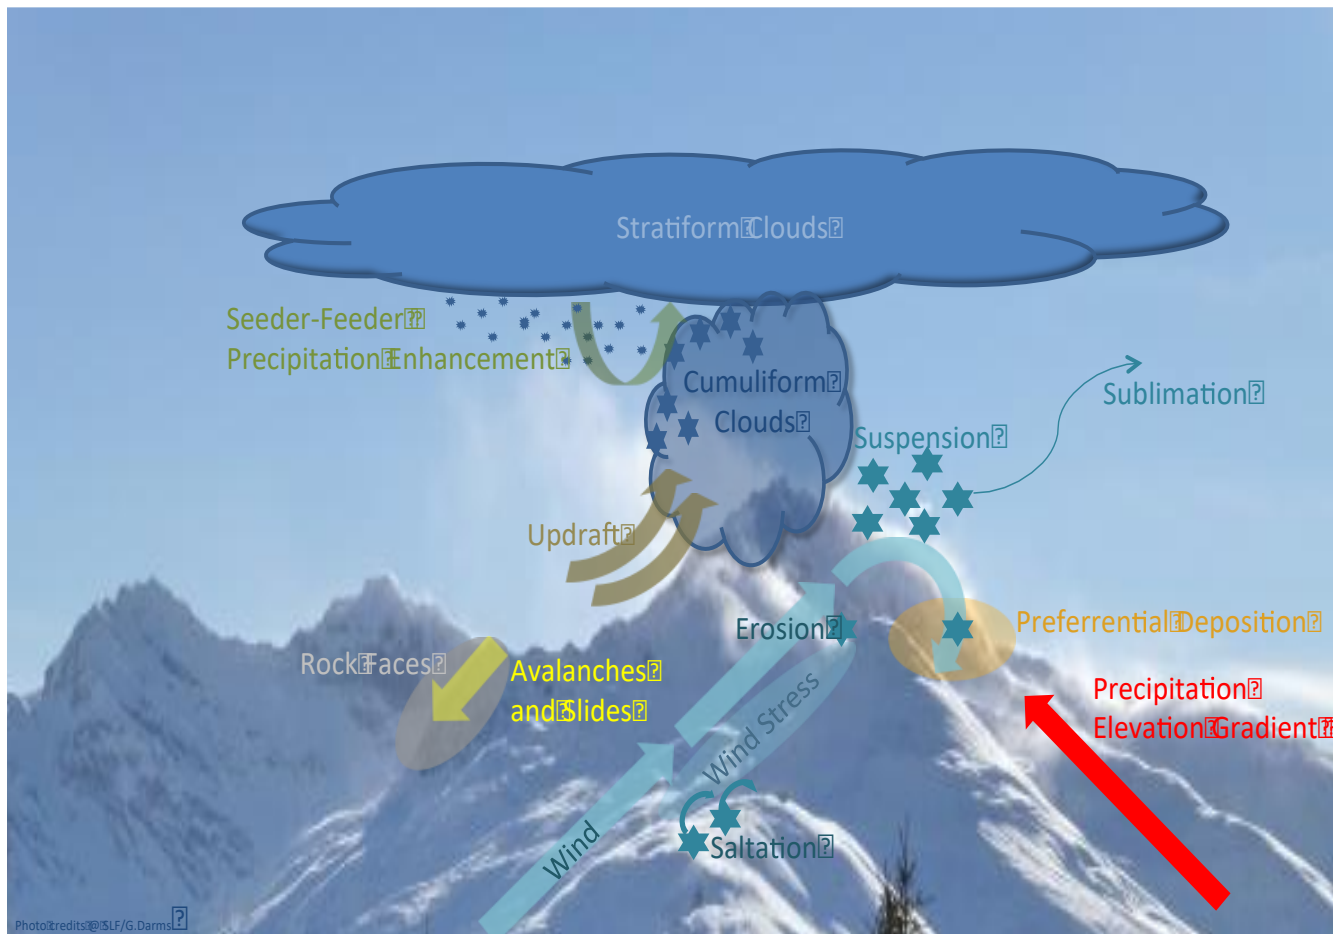 Stratiform Clouds
Seeder-Feeder
Precipitation Enhancement
Cumuliform
Clouds
Sublimation
Suspension
Updraft
Erosion
Preferrential Deposition
Rock Faces
Avalanches
and Slides
Wind Stress
Precipitation
Elevation Gradient
Wind
Saltation
Photo credits @ SLF/G.Darms